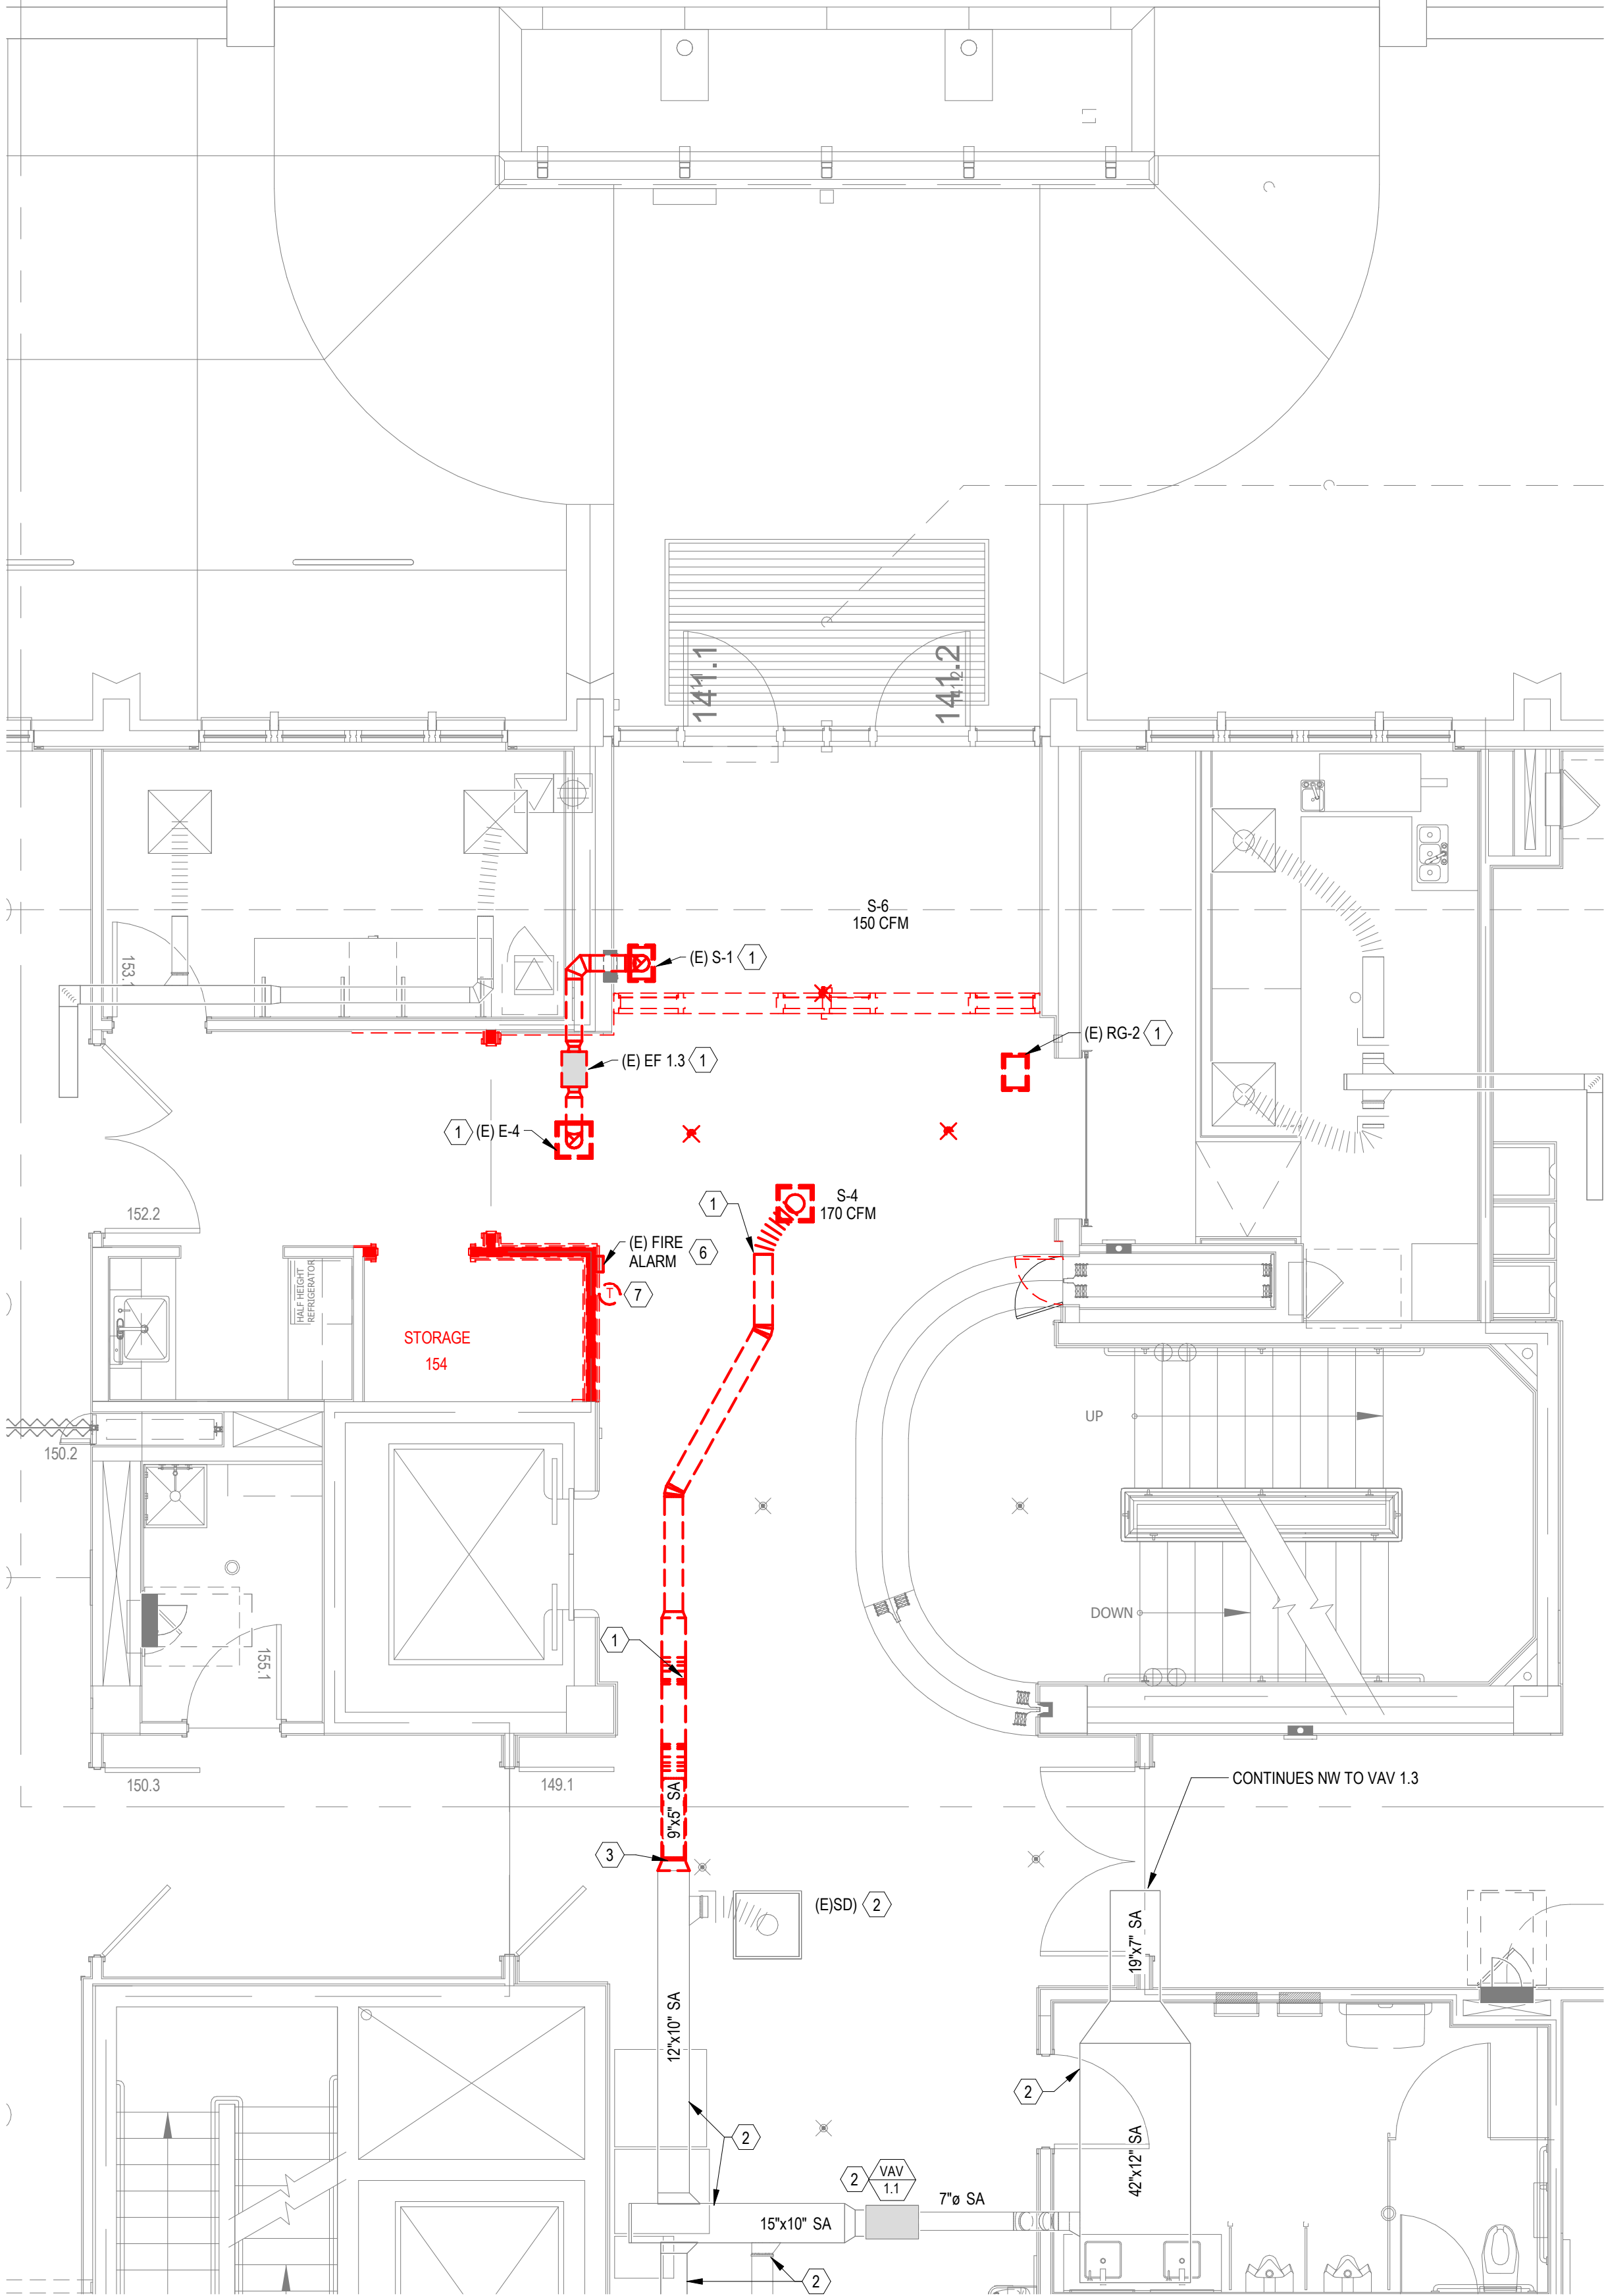 141.1
141.2
S-6
150 CFM
153.
(E) S-1 1
(E) RG-2 1
(E) EF 1.3 1
1 (E) E-4
1
S-4
170 CFM
152.2
(E) FIRE
ALARM 6
T 7
HALF HEIGHT
REFRIGERATOR
STORAGE
154
UP
150.2
DOWN
1
155.1
150.3
149.1
CONTINUES NW TO VAV 1.3
9"x5" SA
3
(E)SD) 2
19"x7" SA
12"x10" SA
2
2
42"x12" SA
2 VAV
1.1
7"ø SA
15"x10" SA
2